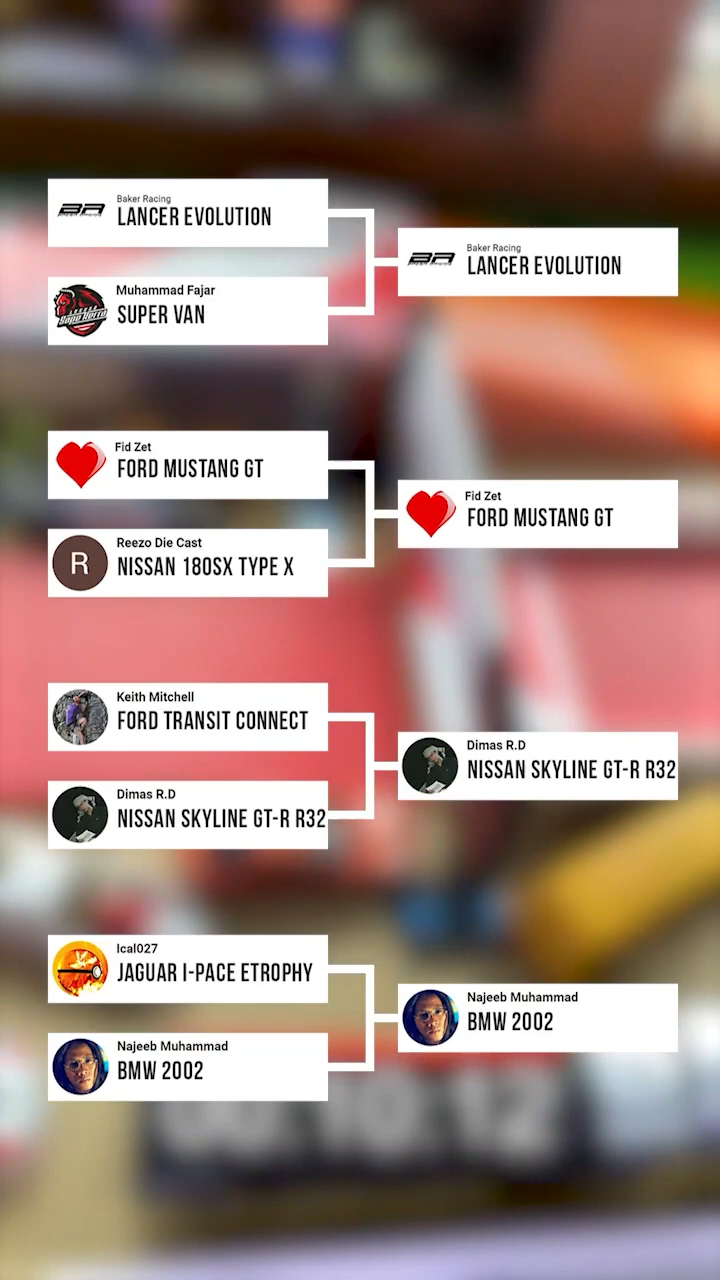 Baker Racing
LANCER EVOLUTION
Muhammad Fajar
SUPER VAN
Baker Racing
LANCER EVOLUTION
Fid Zet
FORD MUSTANG GT
R
Reezo Die Cast
NISSAN 180SX TYPE X
Fid Zet
FORD MUSTANG GT
Keith Mitchell
FORD TRANSIT CONNECT
Dimas R.D
NISSAN SKYLINE GT-R R32
Dimas R.D
NISSAN SKYLINE GT-R R32
Ical027
JAGUAR I-PACE ETROPHY
Najeeb Muhammad
BMW 2002
Najeeb Muhammad
BMW 2002